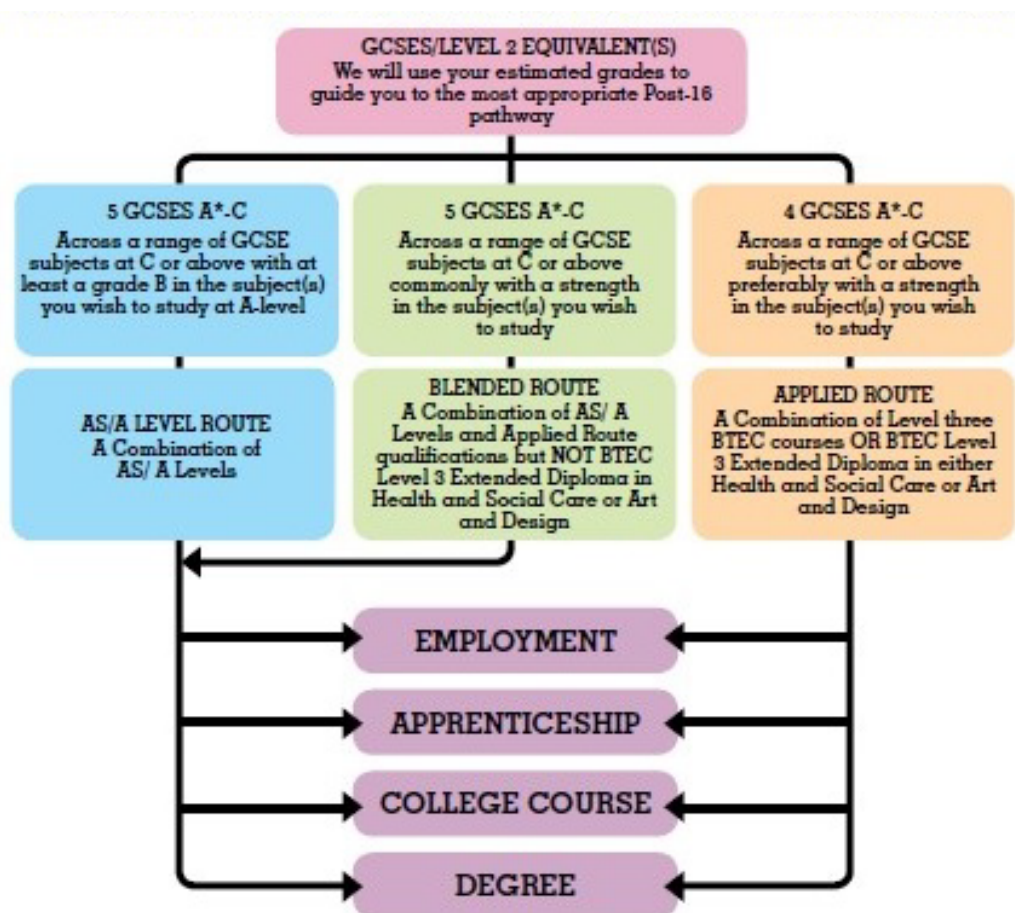 GCSES/LEVEL 2 EQUIVALENT(S)
We will use your estimated grades to
guide you to the most appropriate Post-16
pathway
5 GCSES A*-C
Across a range of GCSE
subjects at C or above with at
least a grade B in the subject(s)
you wish to study at A-level
5 GCSES A*-C
Across a range of GCSE
subjects at C or above
commonly with a strength
in the subject(s) you wish
to study
4 GCSES A*-C
Across a range of GCSE
subjects at C or above
preferably with a strength
in the subject(s) you wish
to study
AS/A LEVEL ROUTE
A Combination of
AS/ A Levels
BLENDED ROUTE
A Combination of AS/ A
Levels and Applied Route
qualifications but NOT BTEC
Level 3 Extended Diploma in
Health and Social Care or Art
and Design
APPLIED ROUTE
A Combination of Level three
BTEC courses OR BTEC Level
3 Extended Diploma in either
Health and Social Care or Art
and Design
EMPLOYMENT
APPRENTICESHIP
COLLEGE COURSE
DEGREE